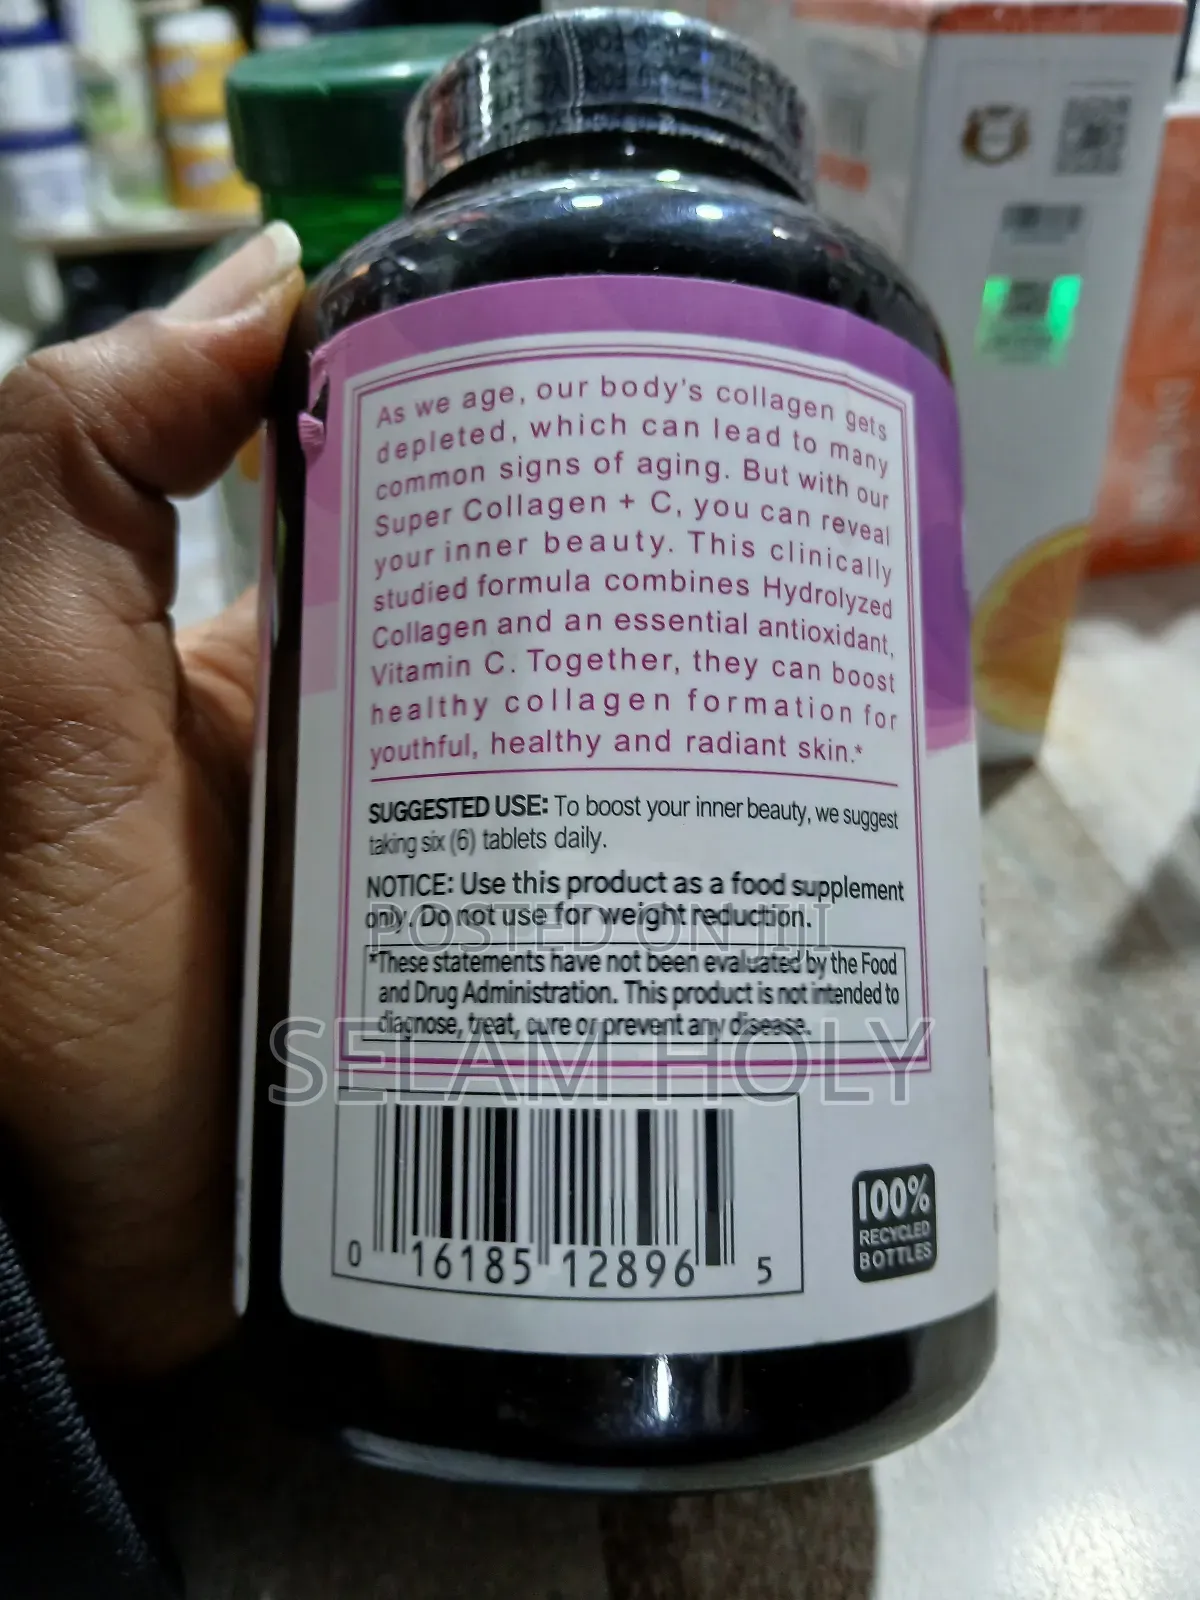 As we age, our body's collagen gets
depleted, which can lead to many
common signs of aging. But with our
Super Collagen + C, you can reveal
your inner beauty. This clinically
studied formula combines Hydrolyzed
Collagen and an essential antioxidant,
Vitamin C. Together, they can boost
healthy collagen formation for
youthful, healthy and radiant skin.*
SUGGESTED USE: To boost your inner beauty, we suggest
taking six (6) tablets daily.
NOTICE: Use this product as a food supplement
only. Do not use for weight reduction.
POSTED ON JIJI
*These statements have not been evaluated by the Food
and Drug Administration. This product is not intended to
diagnose, treat, cure or prevent any disease.
SELAM HOLY
0 16185 12896 5
100%
RECYCLED
BOTTLES